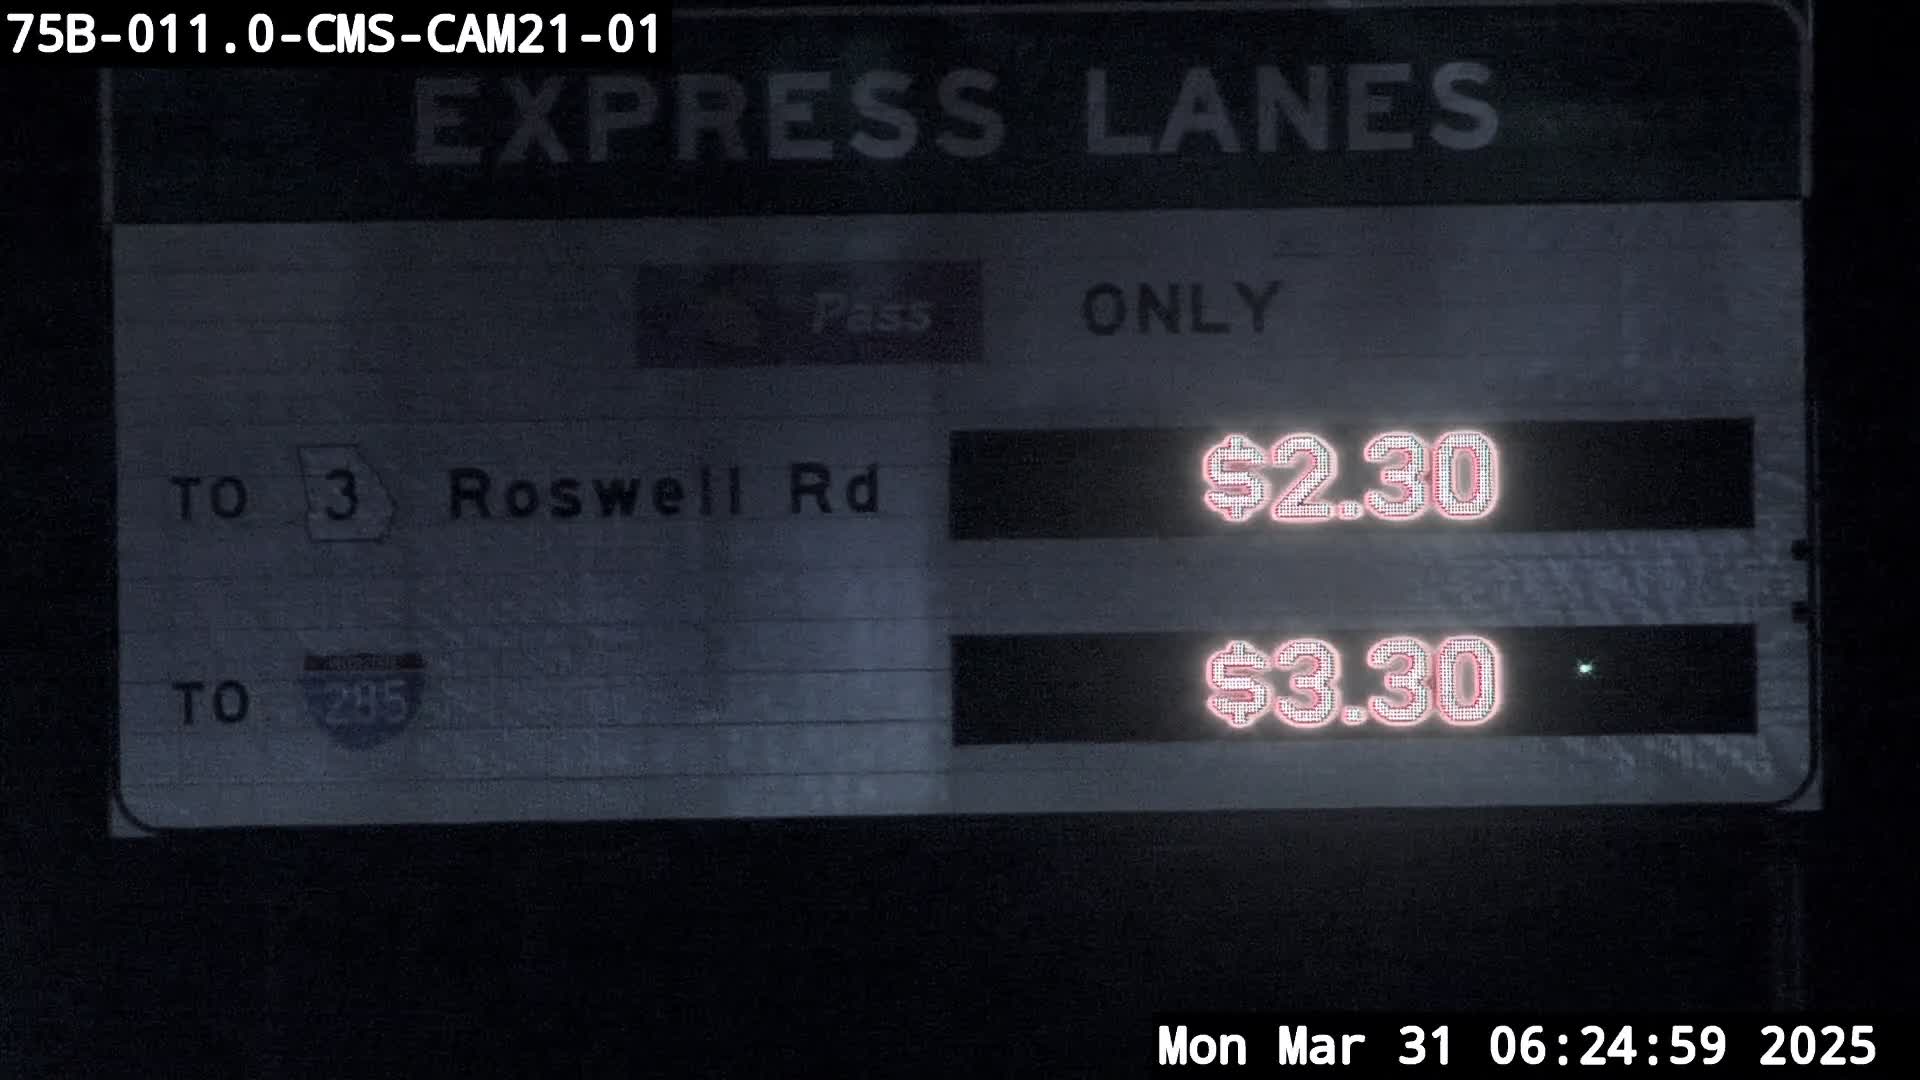 75B-011.0-CMS-CAM21-01
EXPRESS LANES
Pass ONLY
TO 3 Roswell Rd $2.30
TO 285 $3.30
Mon Mar 31 06:24:59 2025